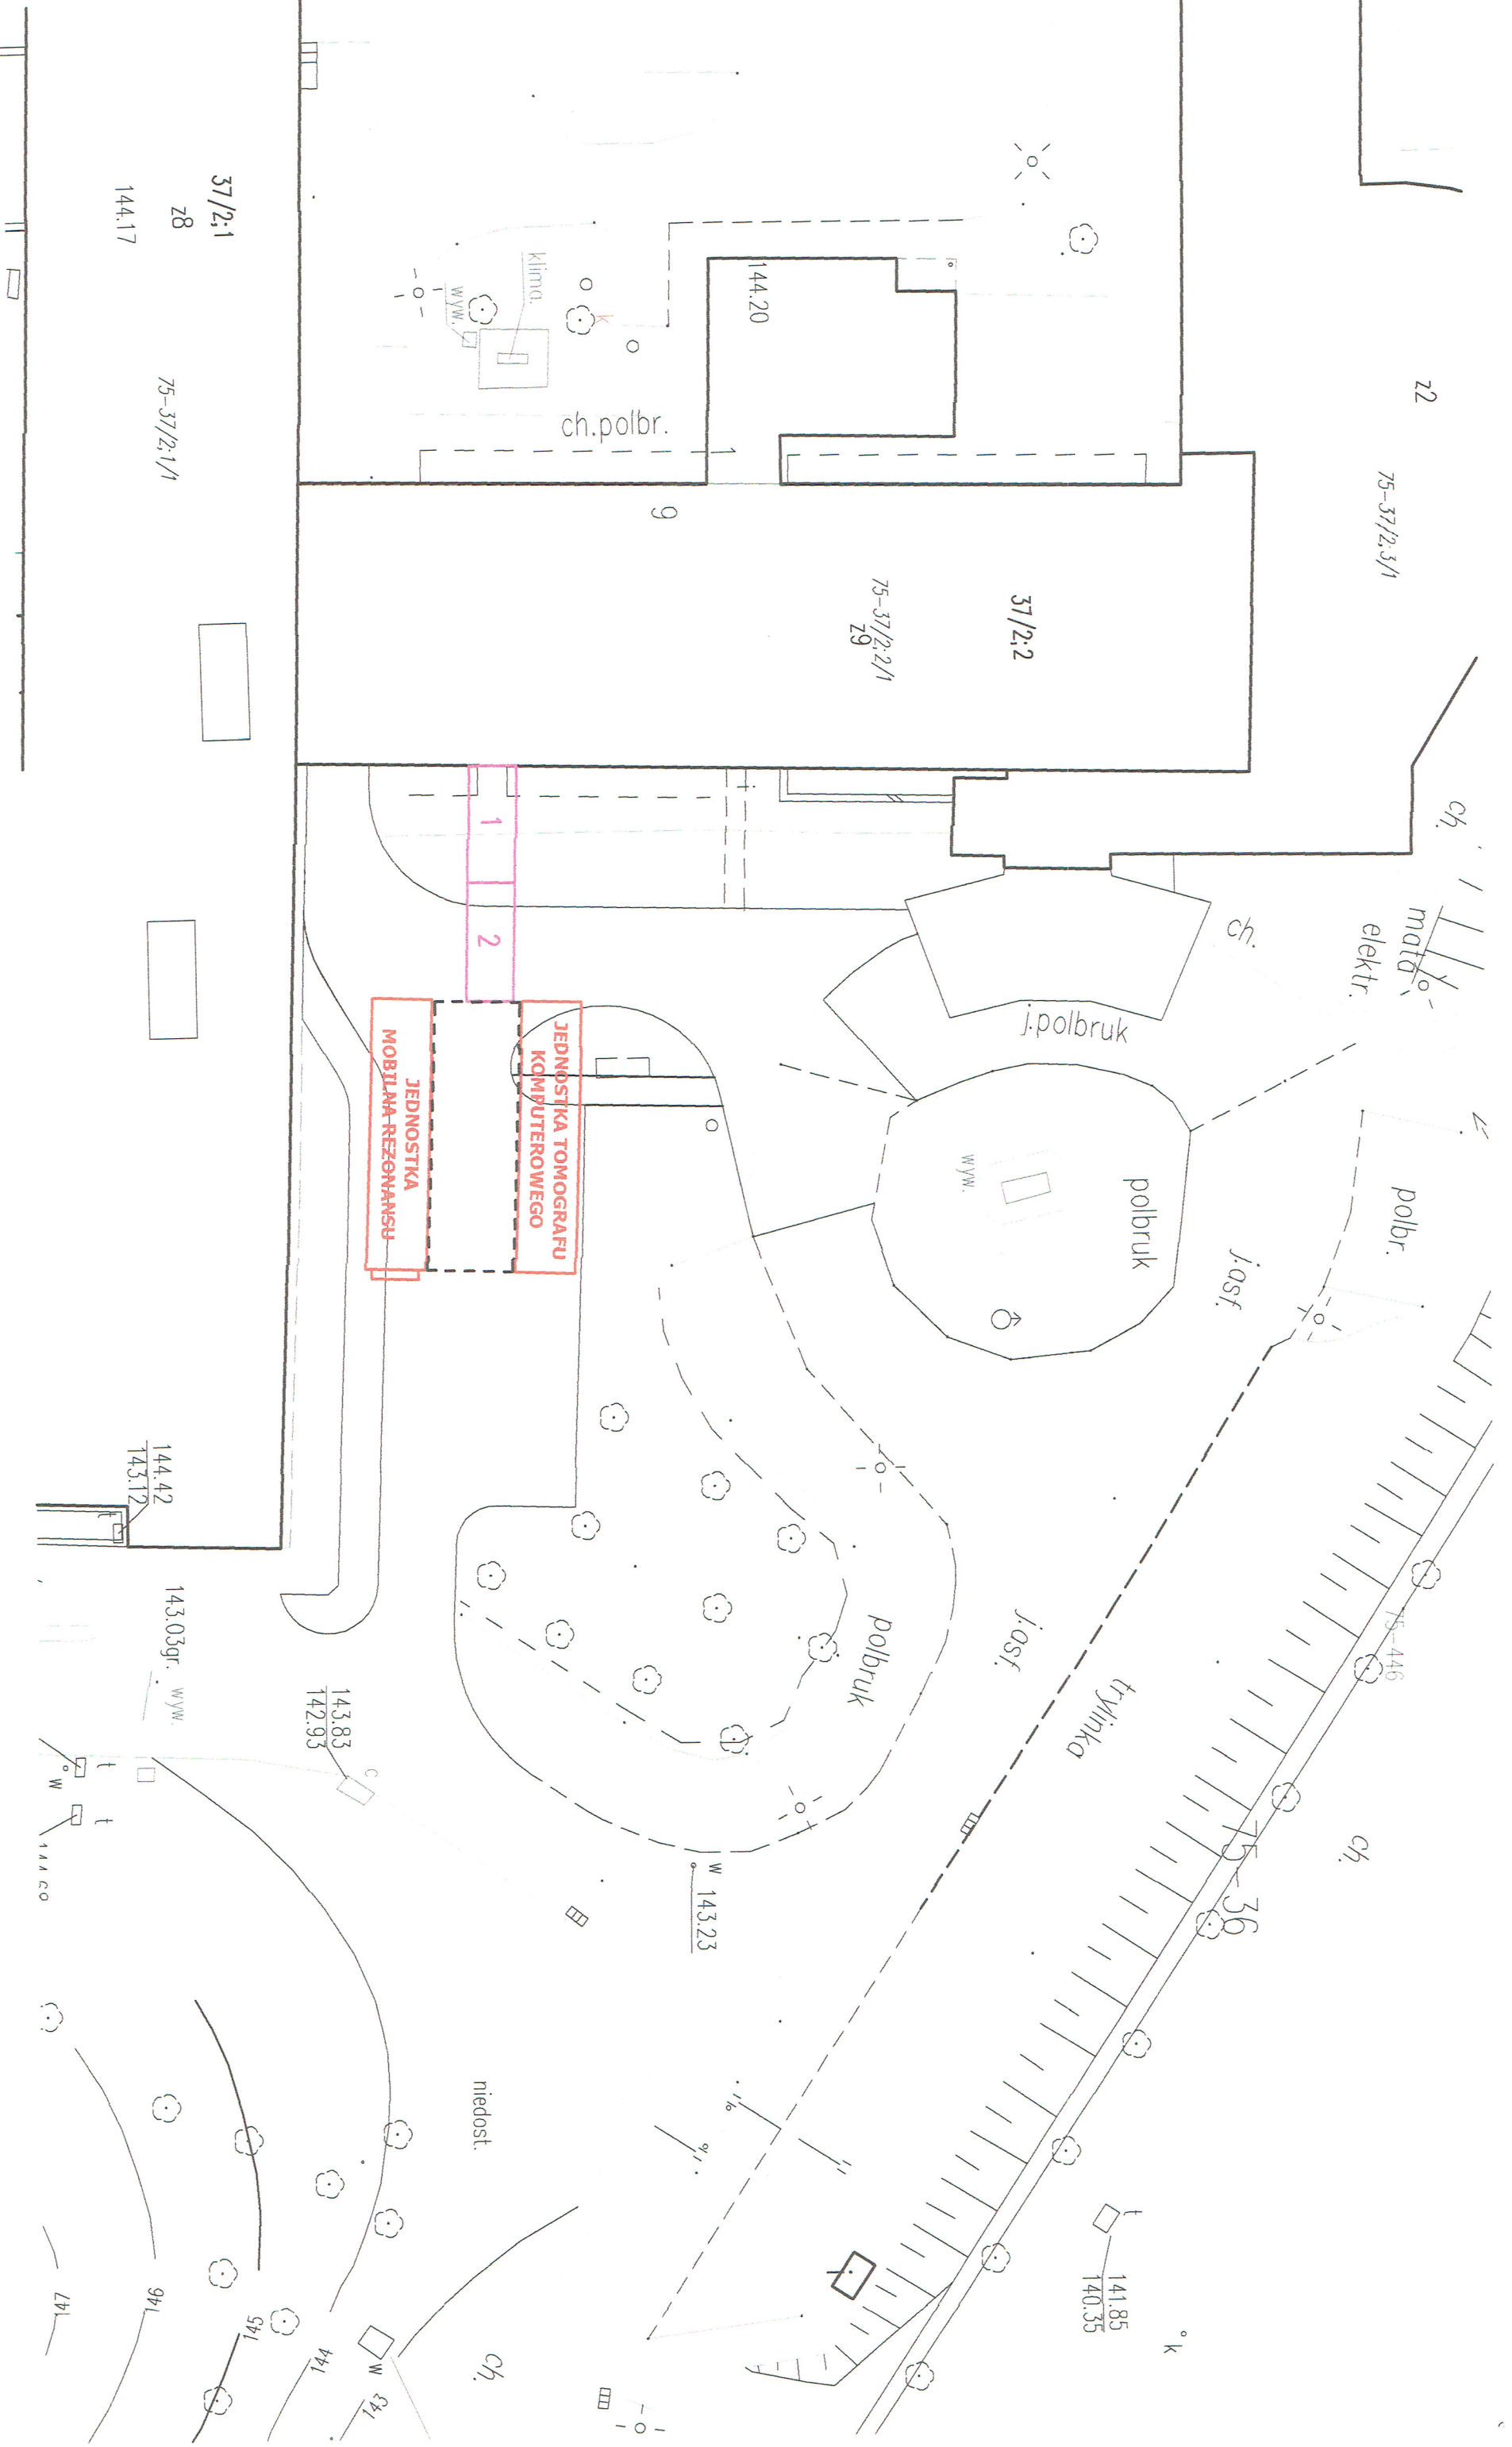 z2
75-37/2;3/1
37/2;1
z8
144.17
75-37/2;1/1
144.20
klima.
wyw.
k
ch.polbr.
9
37/2;2
75-37/2;2/1
z9
ch.
mata
elektr.
ch.
j.polbruk
1
2
JEDNOSTKA TOMOGRAFU
KOMPUTEROWEGO
JEDNOSTKA
MOBILNA REZONANSU
wyw.
polbruk
polbr.
j.asf.
144.42
143.12
t
143.03gr.
wyw.
143.83
142.93
c
polbruk
j.asf.
trylinka
75-446
75-36
ch.
w
143.23
t
w
t
niedost.
t
141.85
140.35
k
147
146
145
144
143
w
ch.